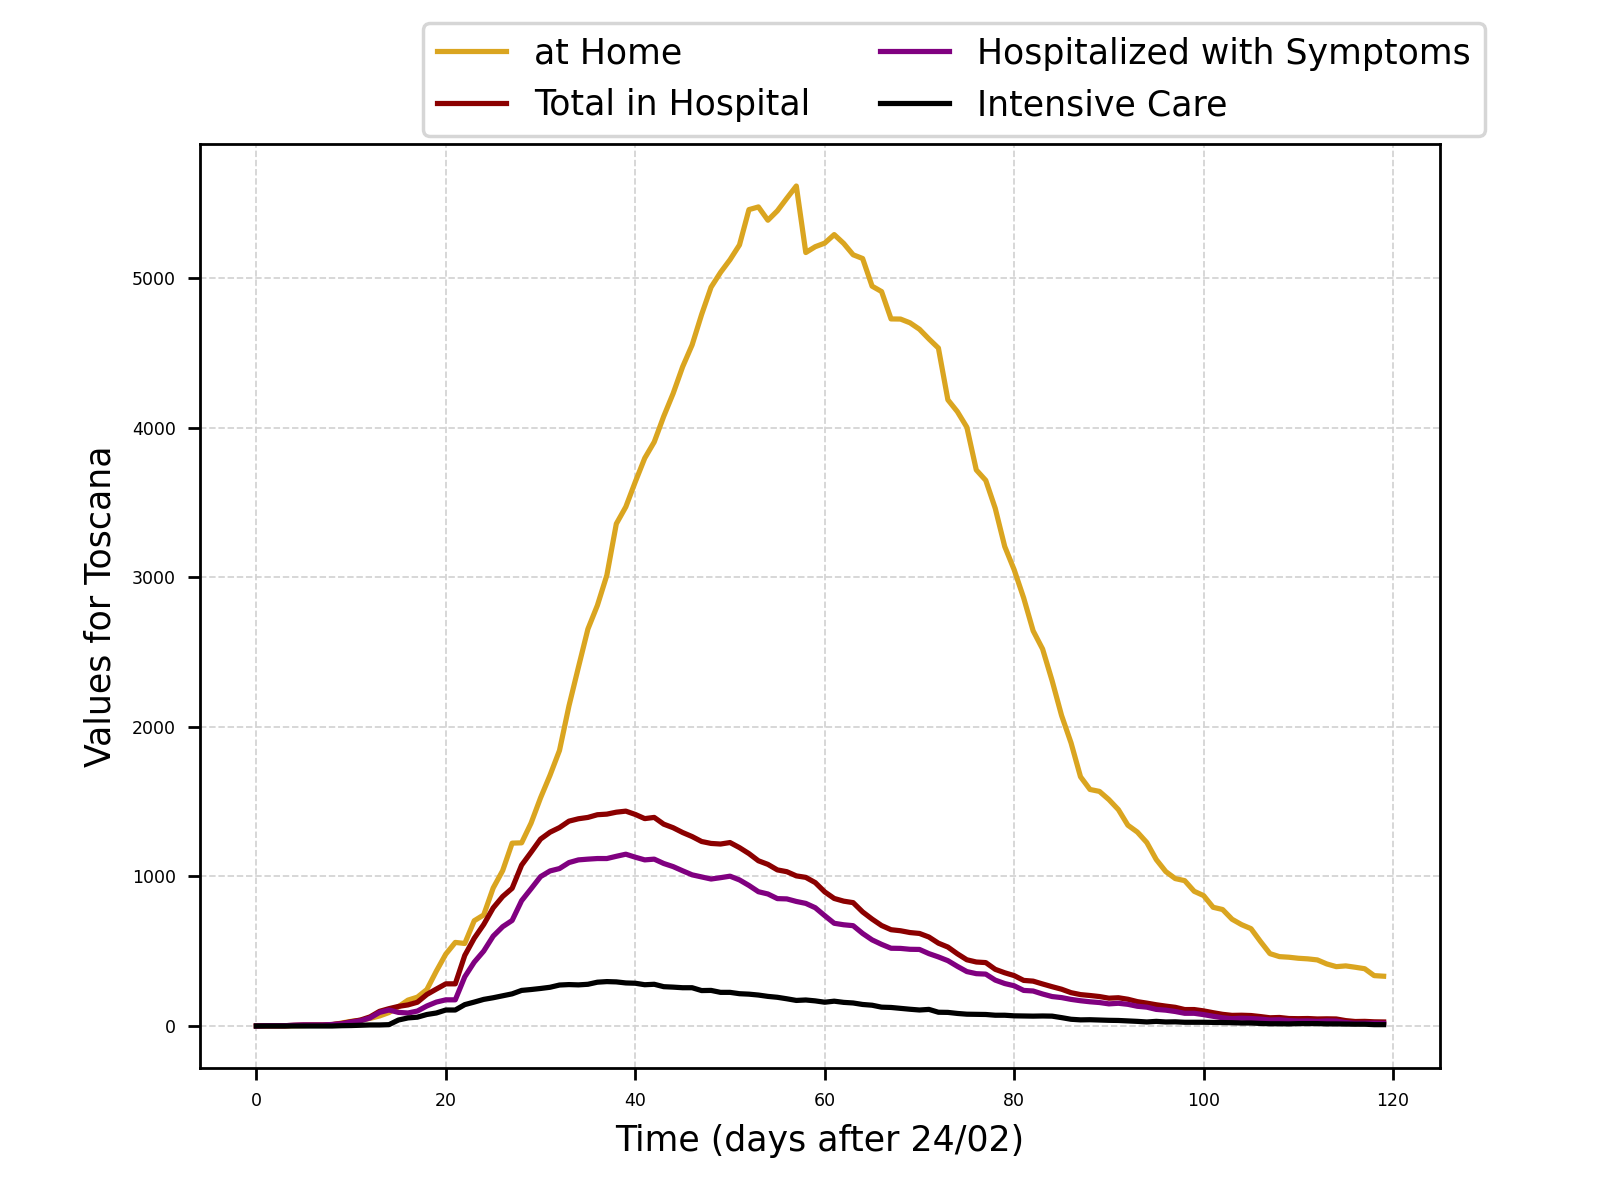 at Home
Total in Hospital
Hospitalized with Symptoms
Intensive Care
Values for Toscana
5000
4000
3000
2000
1000
0
0 20 40 60 80 100 120
Time (days after 24/02)